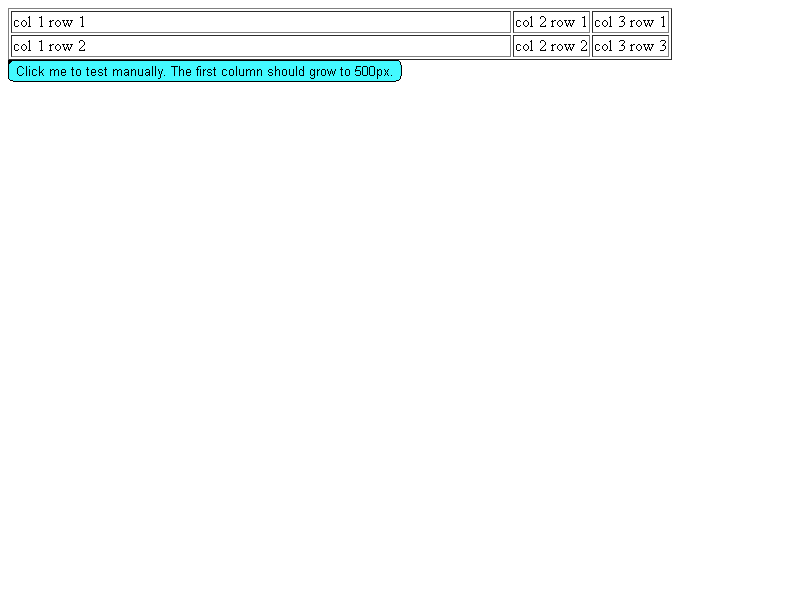 col 1 row 1 col 2 row 1 col 3 row 1
col 1 row 2 col 2 row 2 col 3 row 3
Click me to test manually. The first column should grow to 500px.